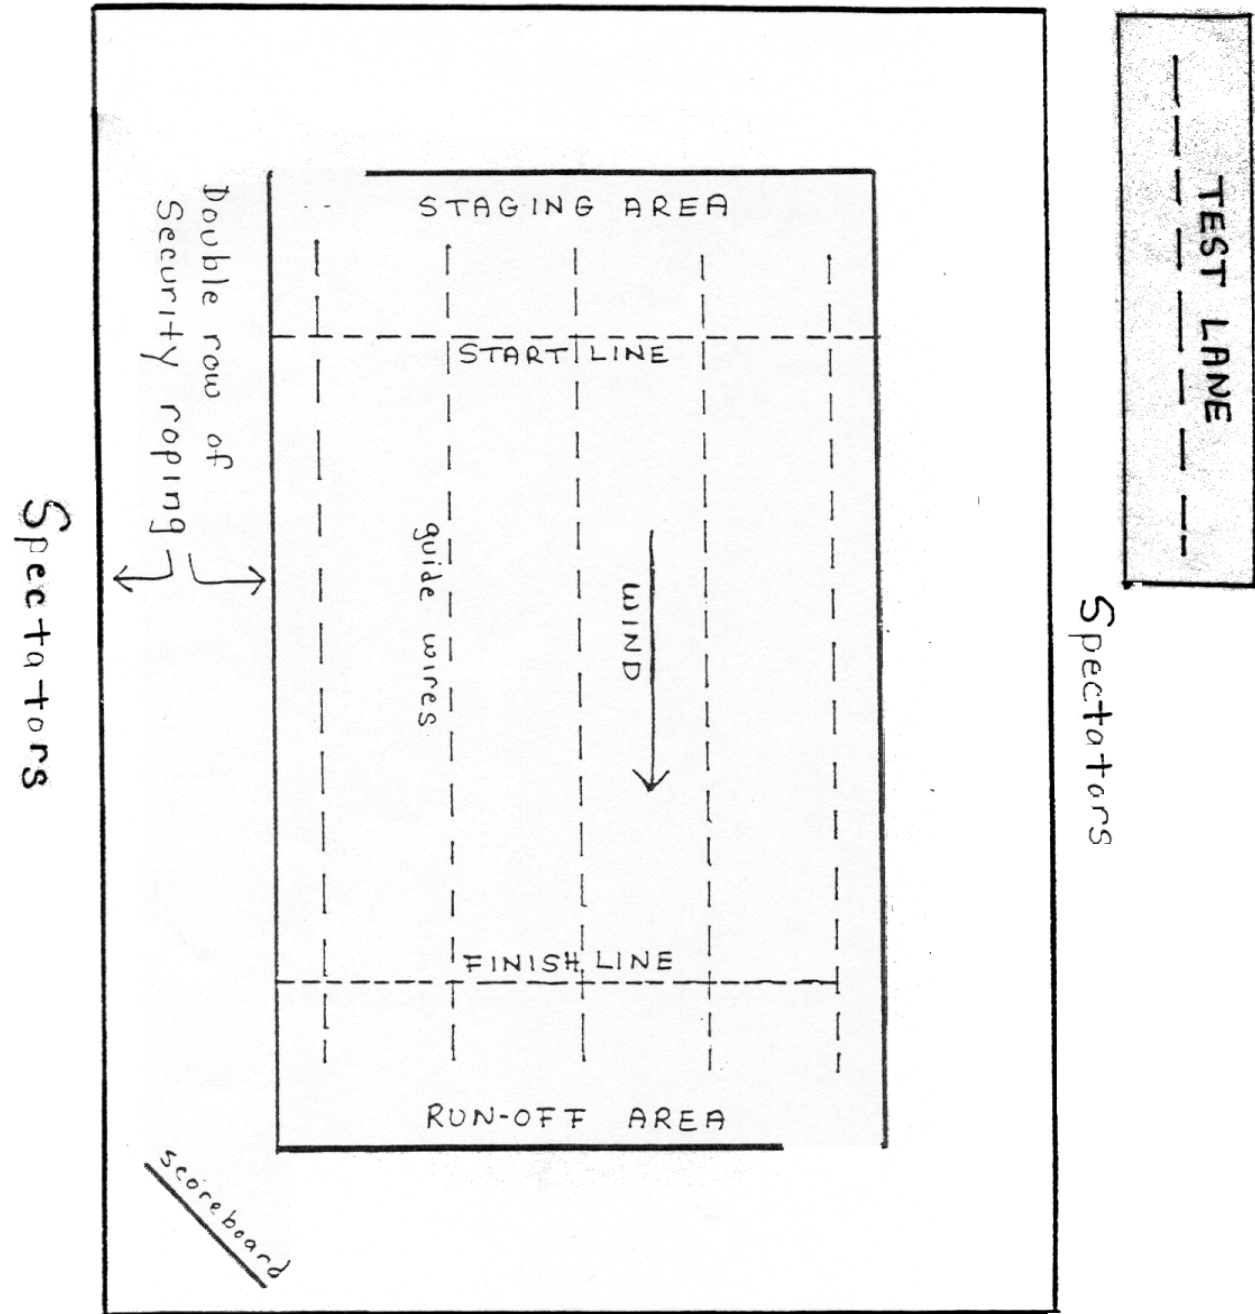 TEST LANE
STAGING AREA
Double row of
Security roping
START LINE
guide wires
WIND
Spectators
Spectators
FINISH LINE
RUN-OFF AREA
scoreboard